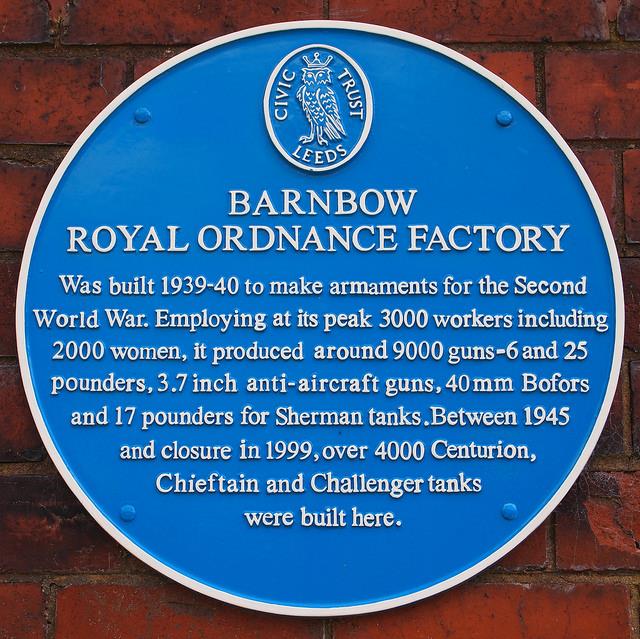 CIVIC TRUST
LEEDS
BARNBOW
ROYAL ORDNANCE FACTORY
Was built 1939-40 to make armaments for the Second
World War. Employing at its peak 3000 workers including
2000 women, it produced around 9000 guns-6 and 25
pounders, 3.7 inch anti-aircraft guns, 40mm Bofors
and 17 pounders for Sherman tanks.Between 1945
and closure in 1999, over 4000 Centurion,
Chieftain and Challenger tanks
were built here.